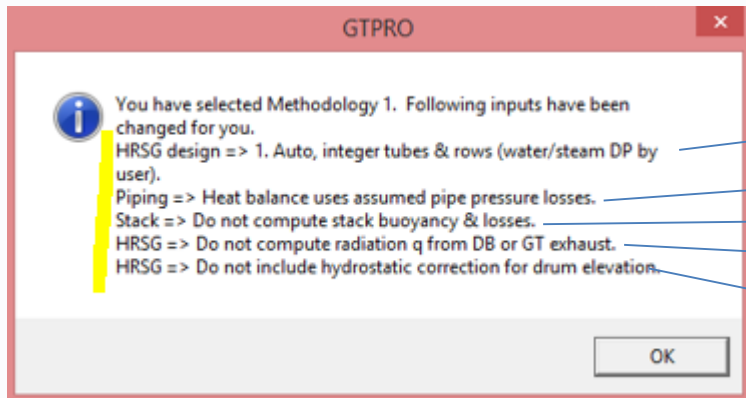 GTPRO
You have selected Methodology 1. Following inputs have been
changed for you.
HRSG design => 1. Auto, integer tubes & rows (water/steam DP by
user).
Piping => Heat balance uses assumed pipe pressure losses.
Stack => Do not compute stack buoyancy & losses.
HRSG => Do not compute radiation q from DB or GT exhaust.
HRSG => Do not include hydrostatic correction for drum elevation.
OK